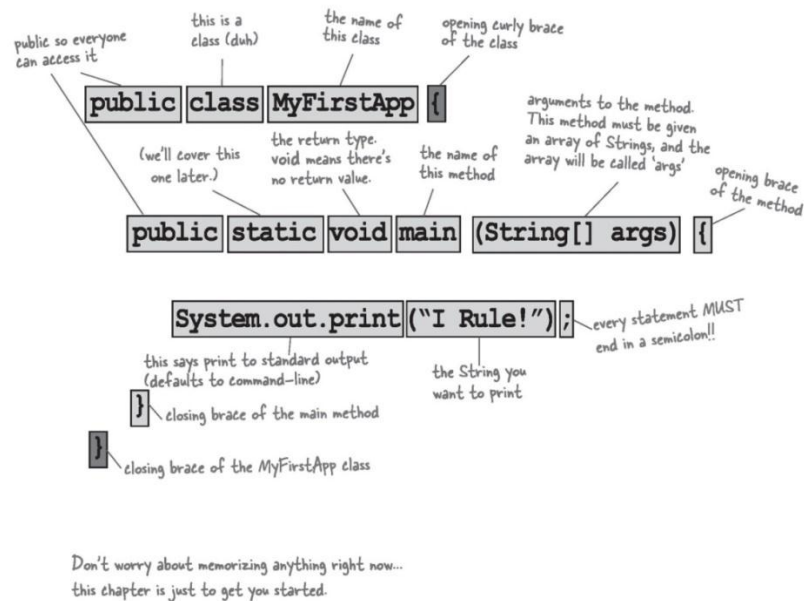 public so everyone
can access it
this is a
class (duh)
the name of
this class
opening curly brace
of the class
public class MyFirstApp {
(we'll cover this
one later.)
the return type.
void means there's
no return value.
the name of
this method
arguments to the method.
This method must be given
an array of Strings, and the
array will be called 'args'
opening brace
of the method
public static void main (String[] args) {
System.out.print(“I Rule!”);
every statement MUST
end in a semicolon!!
this says print to standard output
(defaults to command-line)
the String you
want to print
} closing brace of the main method
} closing brace of the MyFirstApp class
Don't worry about memorizing anything right now...
this chapter is just to get you started.